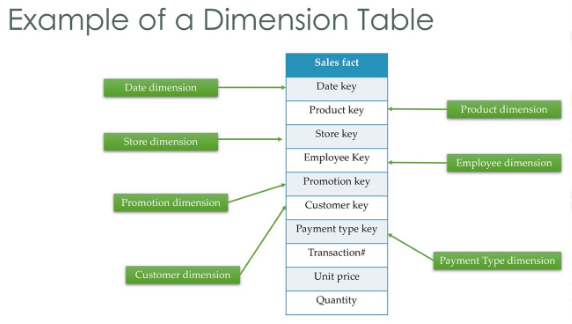 Example of a Dimension Table
Sales fact
Date dimension
Date key
Product key
Product dimension
Store dimension
Store key
Employee Key
Employee dimension
Promotion key
Promotion dimension
Customer key
Payment type key
Transaction#
Payment Type dimension
Customer dimension
Unit price
Quantity